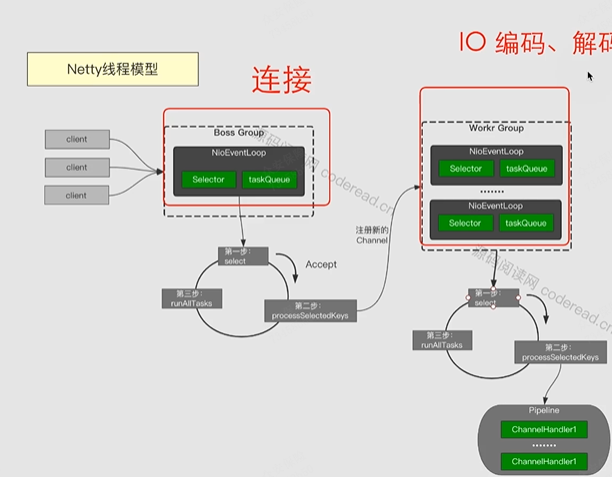 IO 编码、解码
Netty线程模型
连接
client
client
client
Boss Group
NioEventLoop
Selector
taskQueue
Workr Group
NioEventLoop
Selector
taskQueue
.......
NioEventLoop
Selector
taskQueue
注册新的
Channel
第一步：
select
Accept
第三步：
runAllTasks
第二步：
processSelectedKeys
第一步：
select
第三步：
runAllTasks
第二步：
processSelectedKeys
Pipeline
ChannelHandler1
.......
ChannelHandler1
源码阅读网 coderead.cn
源码阅读网 coderead.cn